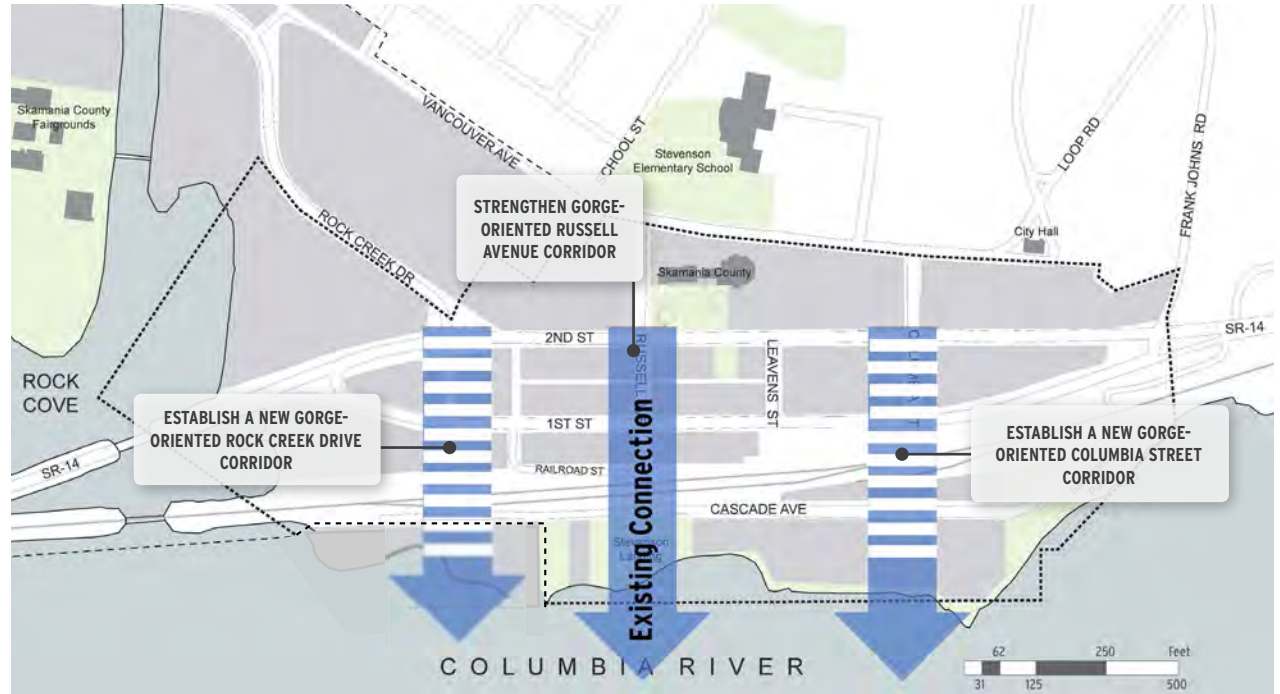 Skamania County
Fairgrounds
VANCOUVER AVE
SCHOOL ST
Stevenson
Elementary School
LOOP RD
FRANK JOHNS RD
City Hall
STRENGTHEN GORGE-
ORIENTED RUSSELL
AVENUE CORRIDOR
ROCK CREEK DR
Skamania County
2ND ST
RUSSELL
LEAVENS ST
SR-14
ROCK
COVE
ESTABLISH A NEW GORGE-
ORIENTED ROCK CREEK DRIVE
CORRIDOR
1ST ST
ESTABLISH A NEW GORGE-
ORIENTED COLUMBIA STREET
CORRIDOR
SR-14
RAILROAD ST
CASCADE AVE
Existing Connection
Stevenson
Landing
COLUMBIA RIVER
62 250 Feet
31 125 500